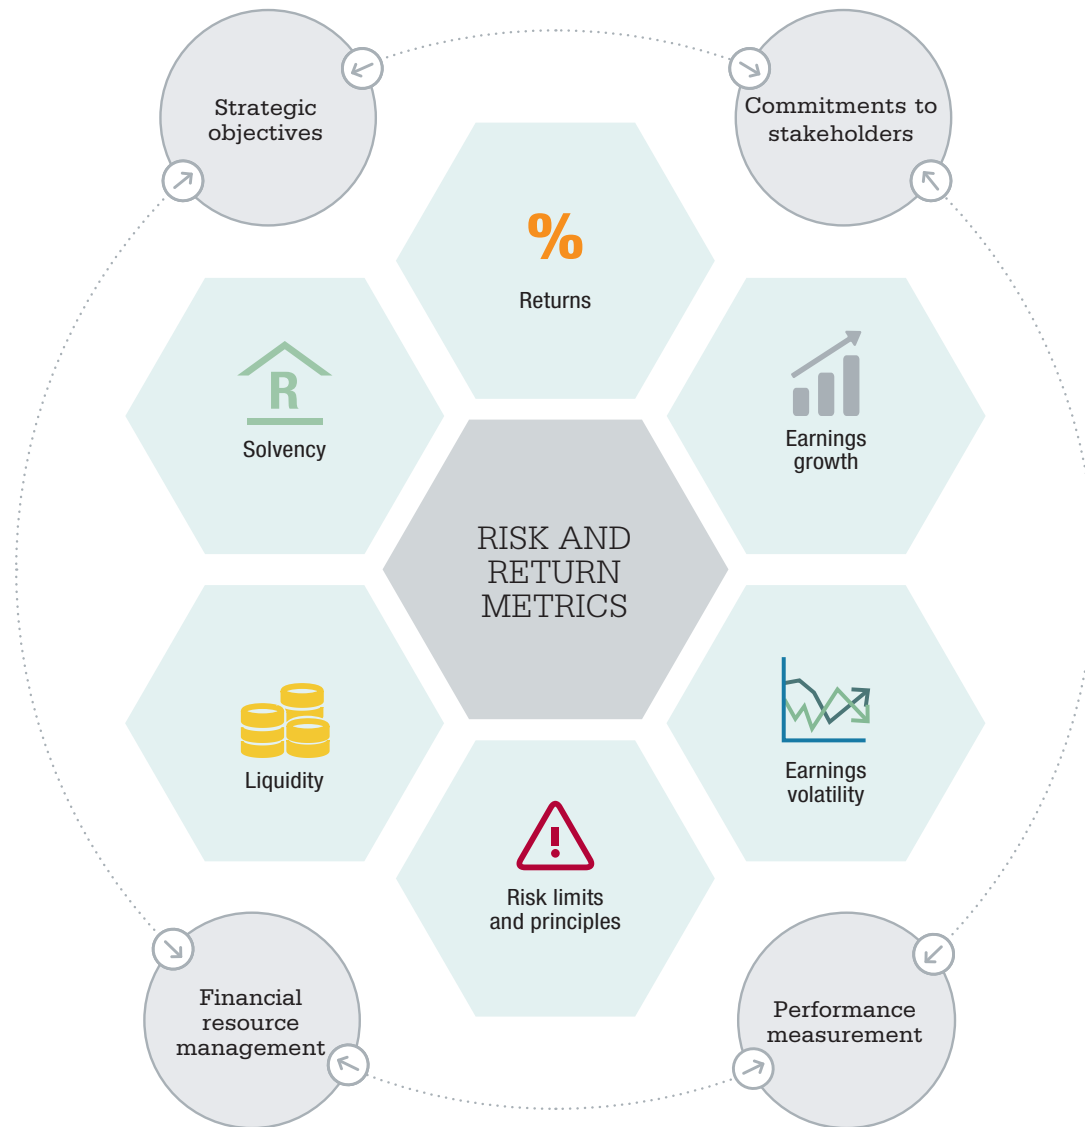 Strategic
objectives
Commitments to
stakeholders
%
Returns
R
Solvency
Earnings
growth
RISK AND
RETURN
METRICS
Liquidity
Earnings
volatility
!
Risk limits
and principles
Financial
resource
management
Performance
measurement